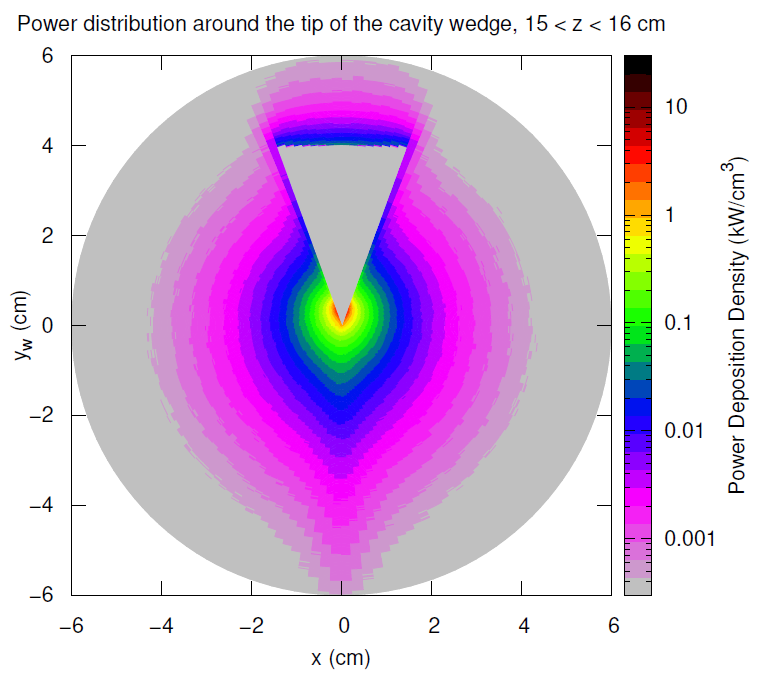 Power distribution around the tip of the cavity wedge, 15 < z < 16 cm
6
4
2
0
−2
−4
−6
y_w (cm)
−6 −4 −2 0 2 4 6
x (cm)
10
1
0.1
0.01
0.001
Power Deposition Density (kW/cm³)